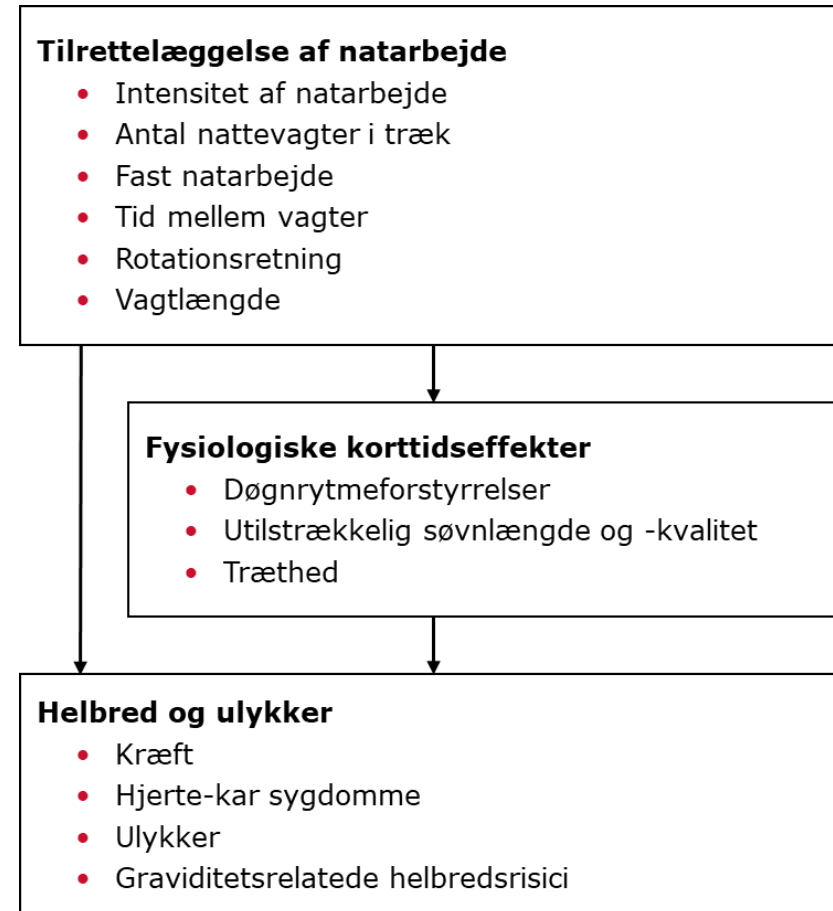 Tilrettelæggelse af natarbejde
• Intensitet af natarbejde
• Antal nattevagter i træk
• Fast natarbejde
• Tid mellem vagter
• Rotationsretning
• Vagtlængde
Fysiologiske korttidseffekter
• Døgnrytmeforstyrrelser
• Utilstrækkelig søvnlængde og -kvalitet
• Træthed
Helbred og ulykker
• Kræft
• Hjerte-kar sygdomme
• Ulykker
• Graviditetsrelatede helbredsrisici